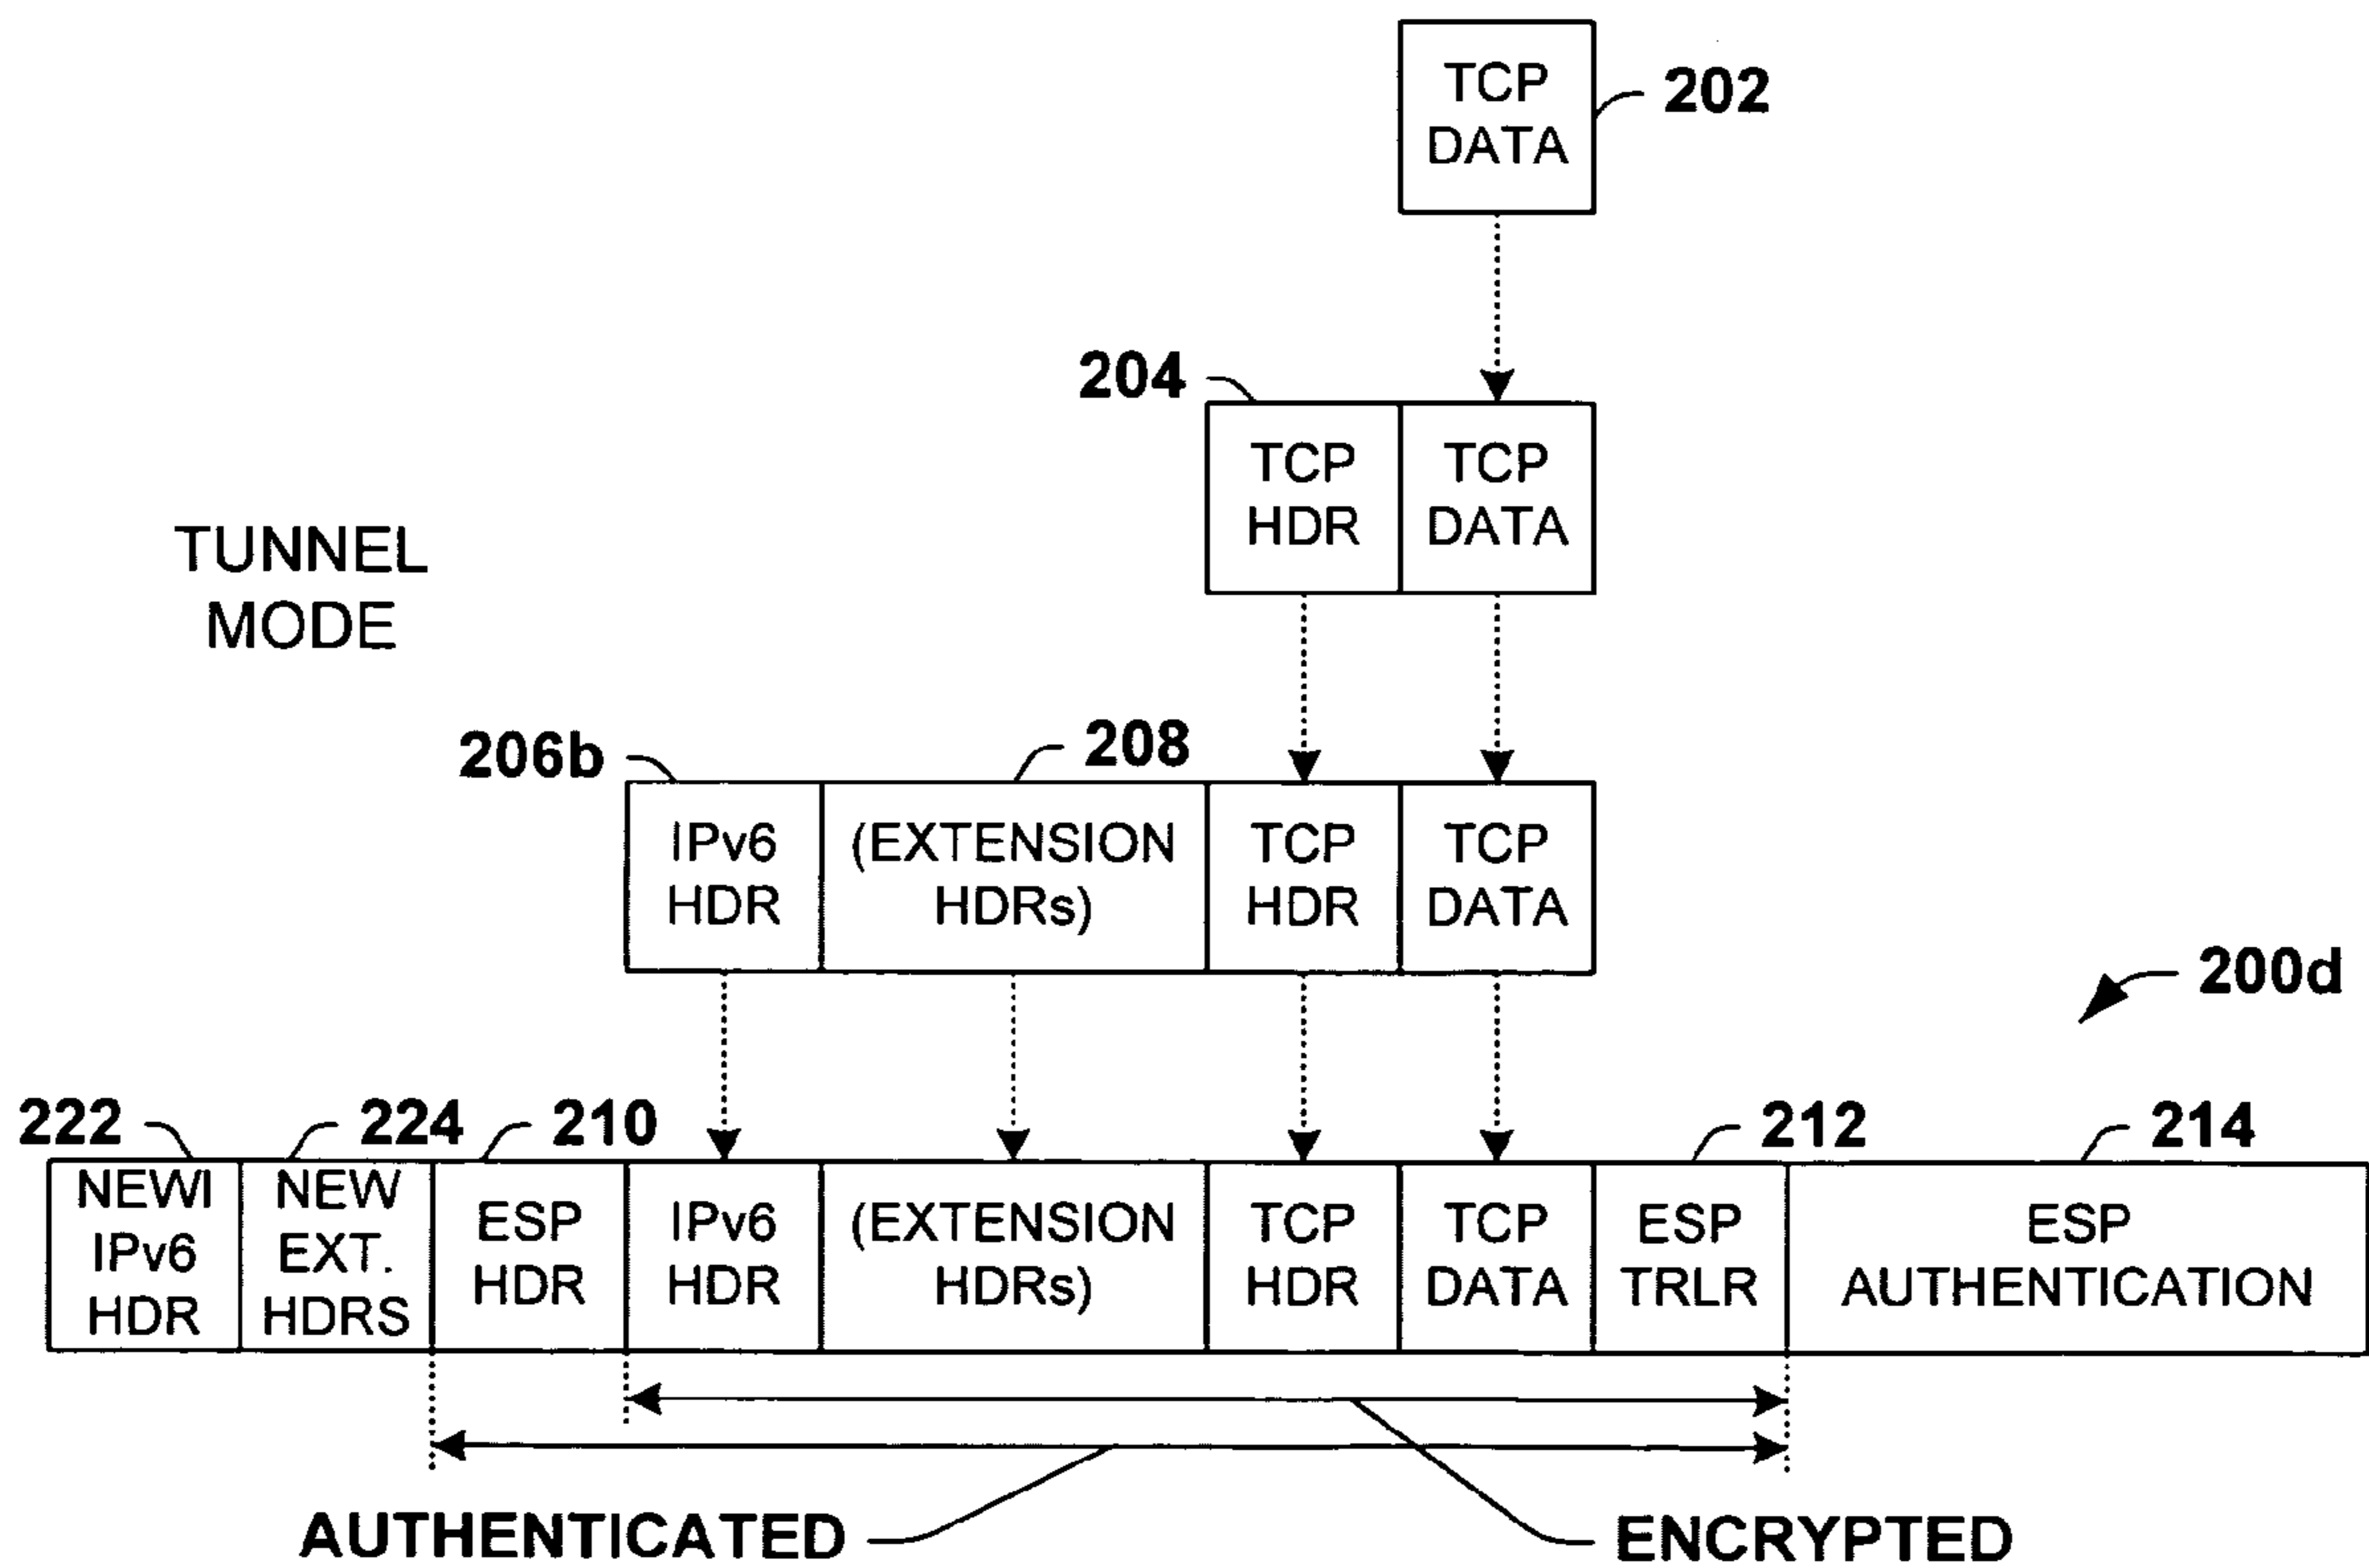 TCP
DATA
202
204
TCP
HDR
TCP
DATA
TUNNEL
MODE
206b
208
IPv6
HDR
(EXTENSION
HDRs)
TCP
HDR
TCP
DATA
200d
222
224
210
212
214
NEWI
IPv6
HDR
NEW
EXT.
HDRS
ESP
HDR
IPv6
HDR
(EXTENSION
HDRs)
TCP
HDR
TCP
DATA
ESP
TRLR
ESP
AUTHENTICATION
AUTHENTICATED
ENCRYPTED